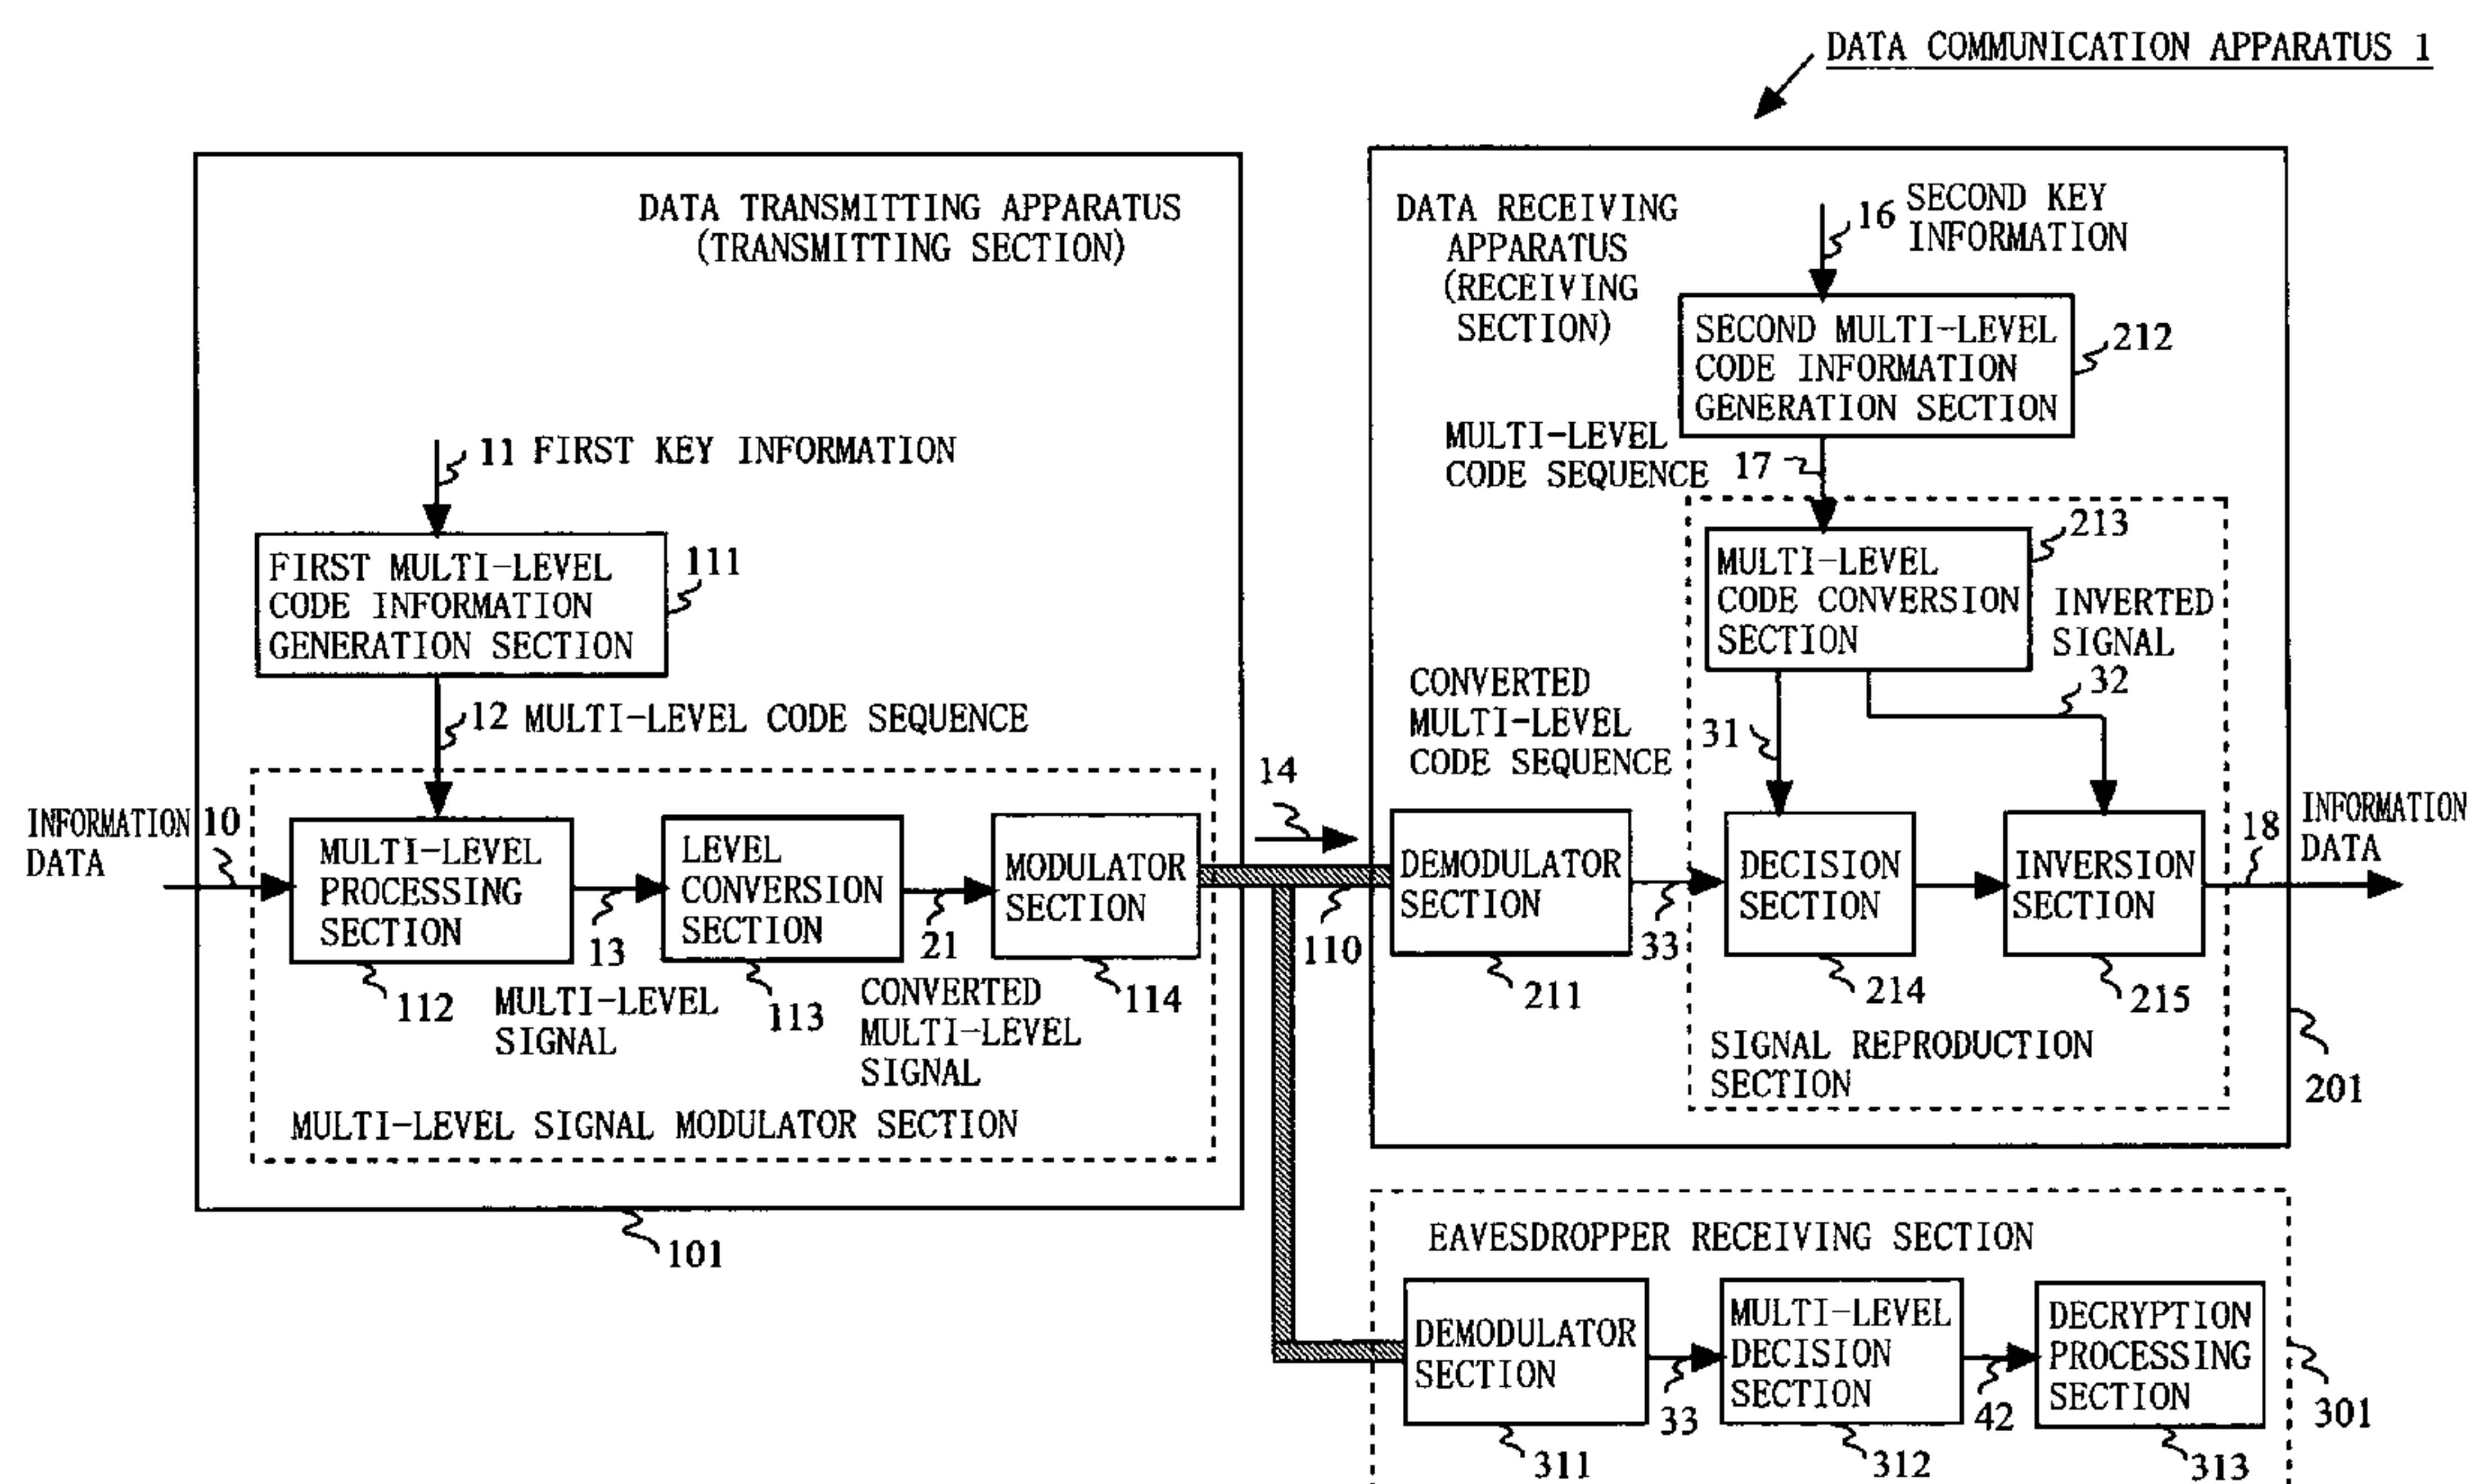 DATA COMMUNICATION APPARATUS 1
DATA TRANSMITTING APPARATUS
(TRANSMITTING SECTION)
11 FIRST KEY INFORMATION
FIRST MULTI-LEVEL
CODE INFORMATION
GENERATION SECTION
111
12 MULTI-LEVEL CODE SEQUENCE
INFORMATION
DATA
10
MULTI-LEVEL
PROCESSING
SECTION
112
13
MULTI-LEVEL
SIGNAL
LEVEL
CONVERSION
SECTION
113
21
CONVERTED
MULTI-LEVEL
SIGNAL
MODULATOR
SECTION
114
MULTI-LEVEL SIGNAL MODULATOR SECTION
101
14
110
DATA RECEIVING
APPARATUS
(RECEIVING
SECTION)
16
SECOND KEY
INFORMATION
SECOND MULTI-LEVEL
CODE INFORMATION
GENERATION SECTION
212
MULTI-LEVEL
CODE SEQUENCE
17
MULTI-LEVEL
CODE CONVERSION
SECTION
213
INVERTED
SIGNAL
32
CONVERTED
MULTI-LEVEL
CODE SEQUENCE
31
DEMODULATOR
SECTION
211
33
DECISION
SECTION
214
INVERSION
SECTION
215
18
INFORMATION
DATA
SIGNAL REPRODUCTION
SECTION
201
EAVESDROPPER RECEIVING SECTION
DEMODULATOR
SECTION
311
33
MULTI-LEVEL
DECISION
SECTION
312
42
DECRYPTION
PROCESSING
SECTION
313
301